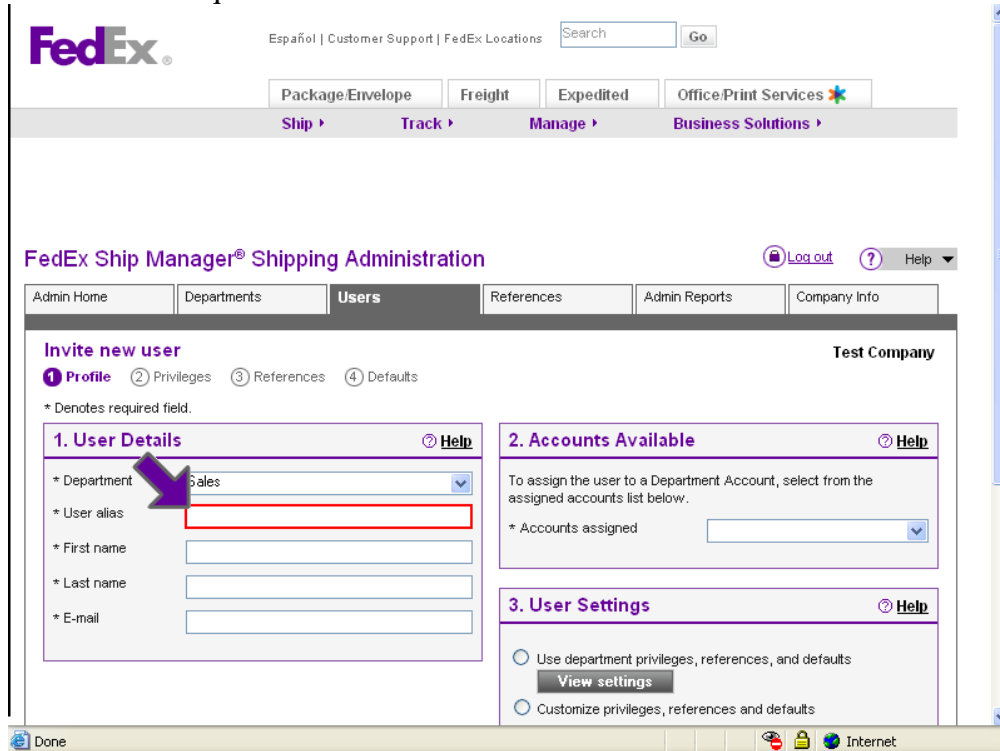 FedEx®
Español | Customer Support | FedEx Locations Search Go
Package/Envelope Freight Expedited Office/Print Services
Ship Track Manage Business Solutions
FedEx Ship Manager® Shipping Administration Log out ? Help
Admin Home Departments Users References Admin Reports Company Info
Invite new user Test Company
1 Profile 2 Privileges 3 References 4 Defaults
* Denotes required field.
1. User Details ? Help
* Department Sales
* User alias
* First name
* Last name
* E-mail
2. Accounts Available ? Help
To assign the user to a Department Account, select from the
assigned accounts list below.
* Accounts assigned
3. User Settings ? Help
Use department privileges, references, and defaults
View settings
Customize privileges, references and defaults
Done Internet